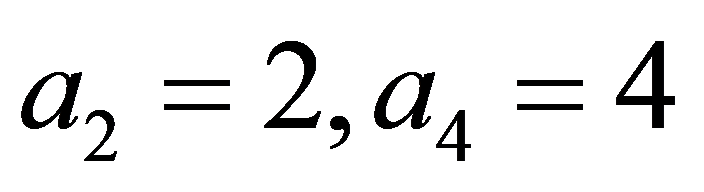 a₂ = 2, a₄ = 4